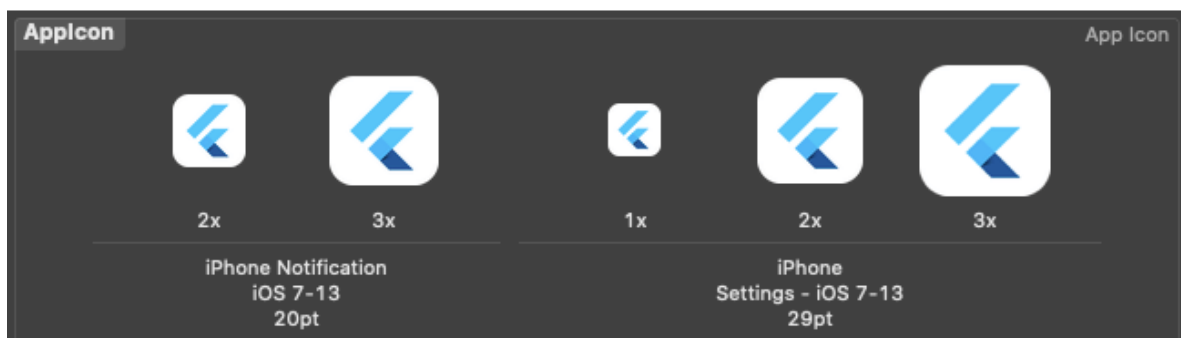 AppIcon
App Icon
2x
3x
1x
2x
3x
iPhone Notification
iOS 7-13
20pt
iPhone
Settings - iOS 7-13
29pt